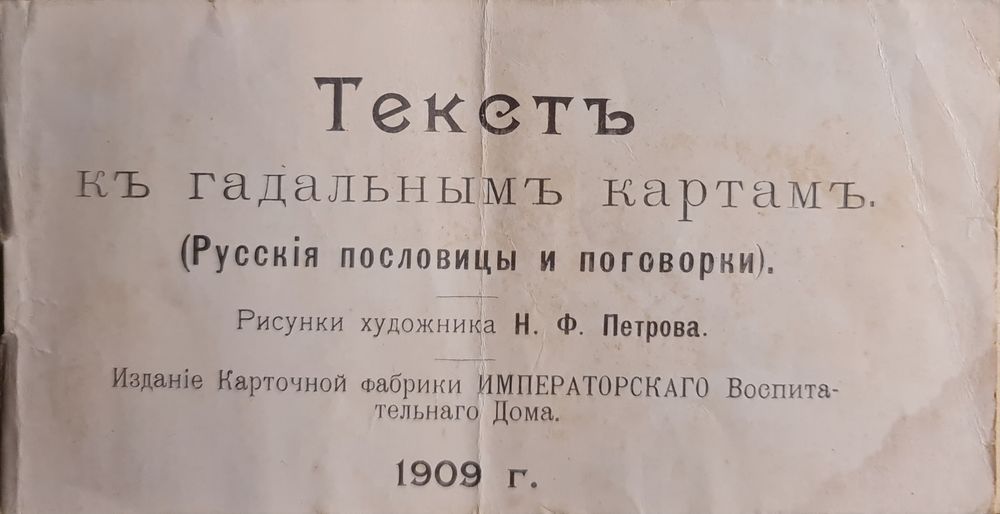 Текстъ
къ гадальнымъ картамъ.
(Русскія пословицы и поговорки).
Рисунки художника Н. Ф. Петрова.
Изданіе Карточной фабрики ИМПЕРАТОРСКАГО Воспита-
тельнаго Дома.
1909 г.